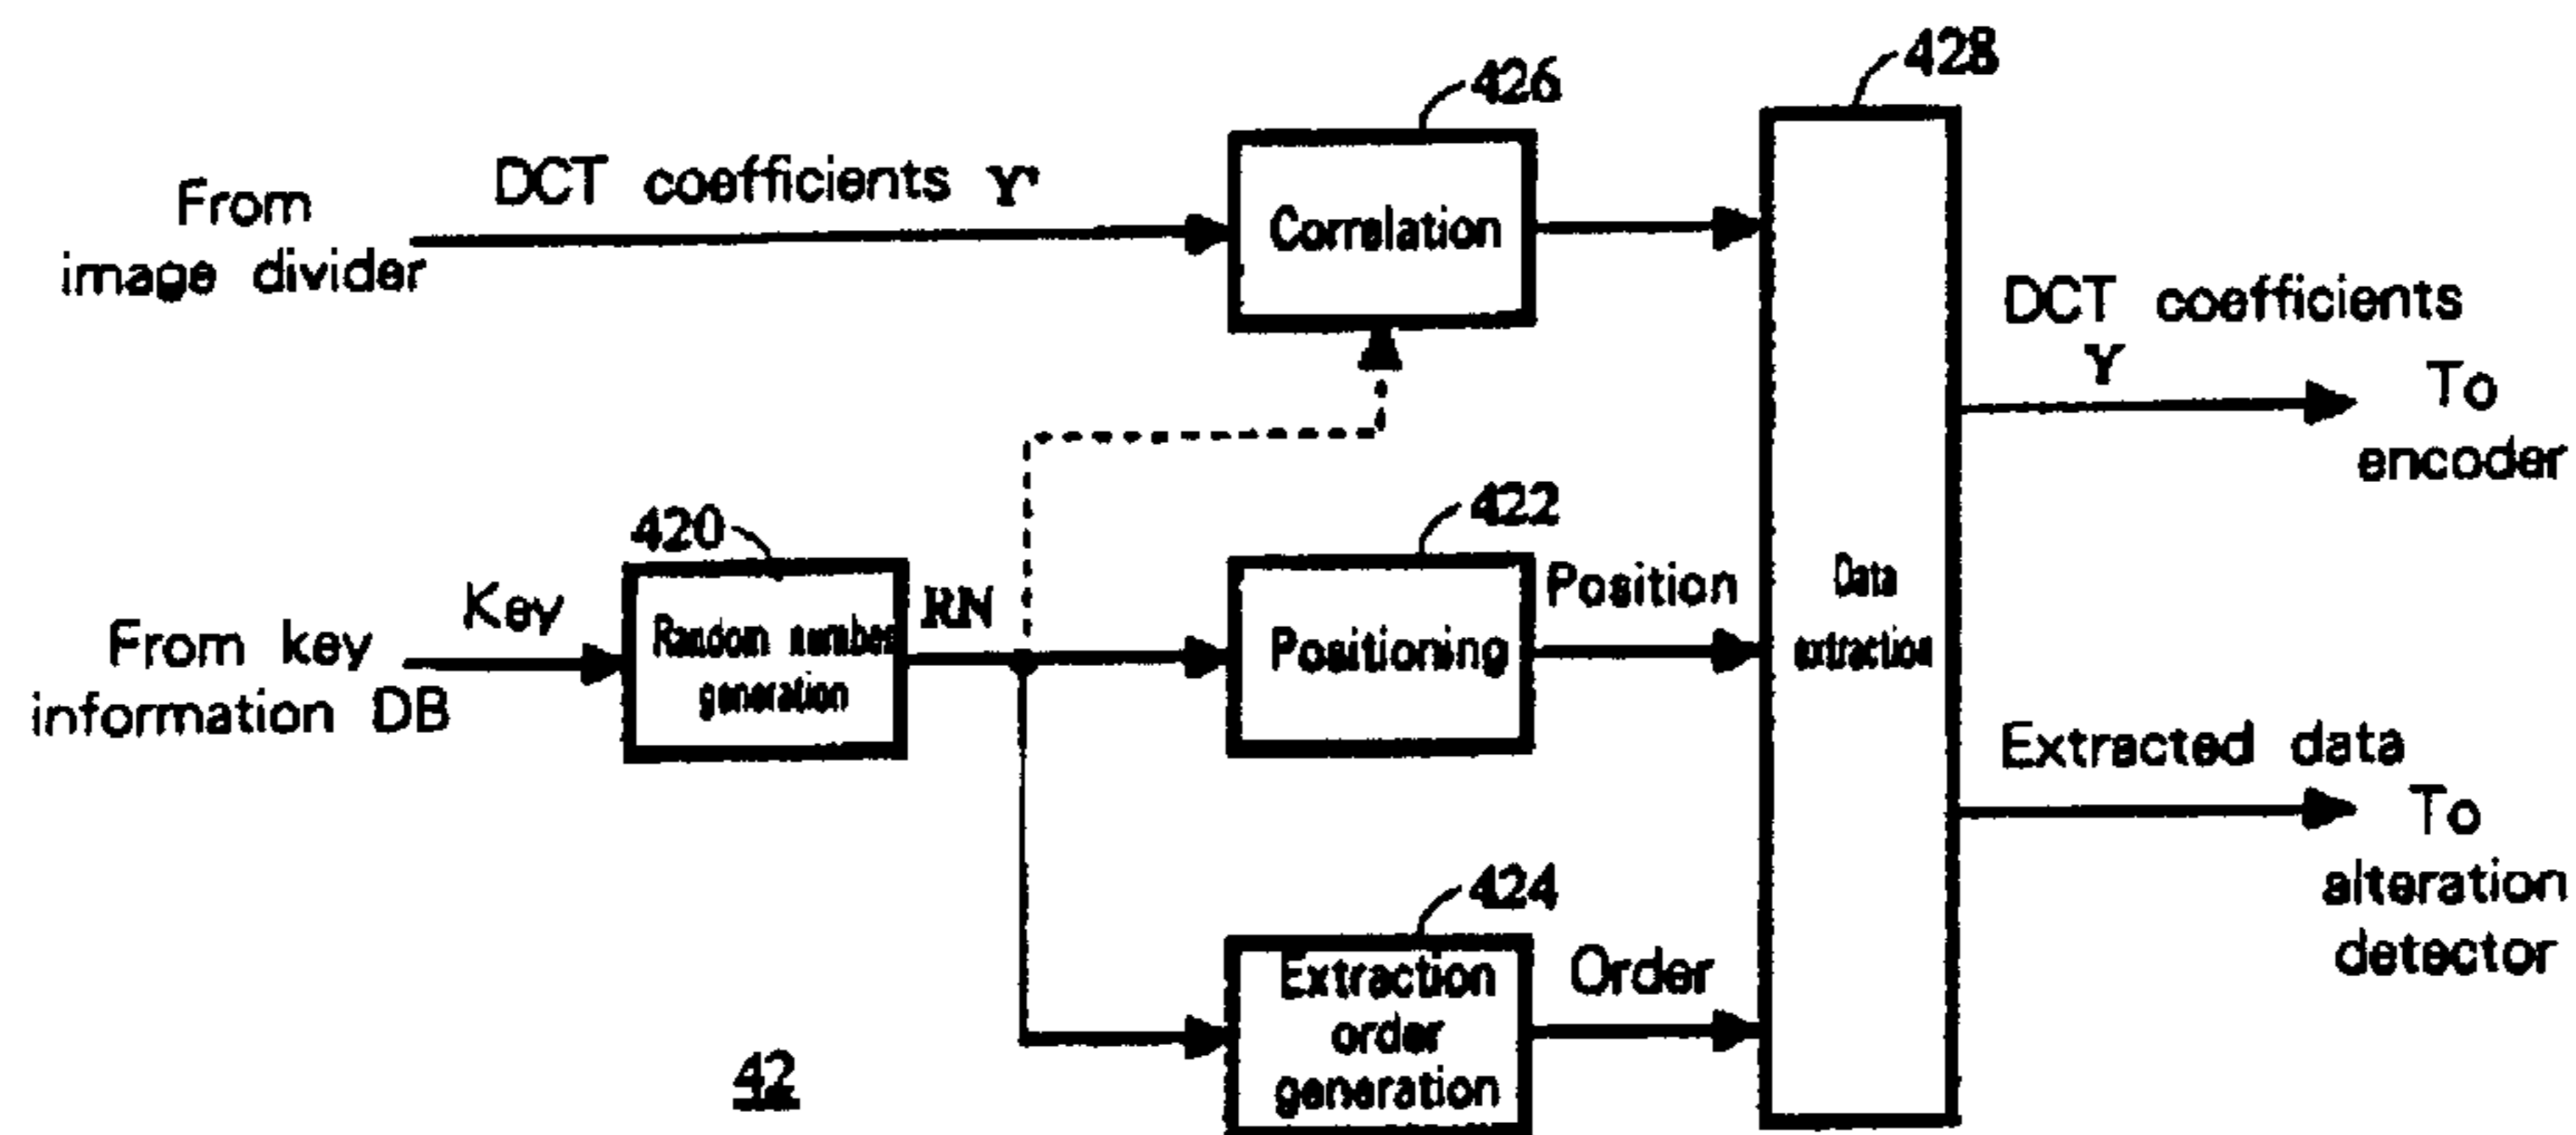 428
426
DCT coefficients Y'
From
image divider
Correlation
DCT coefficients
Y
To
encoder
422
420
Key
RN
Position
Data
extraction
From key
information DB
Random number
generation
Positioning
Extracted data
To
alteration
detector
424
Extraction
order
generation
Order
42